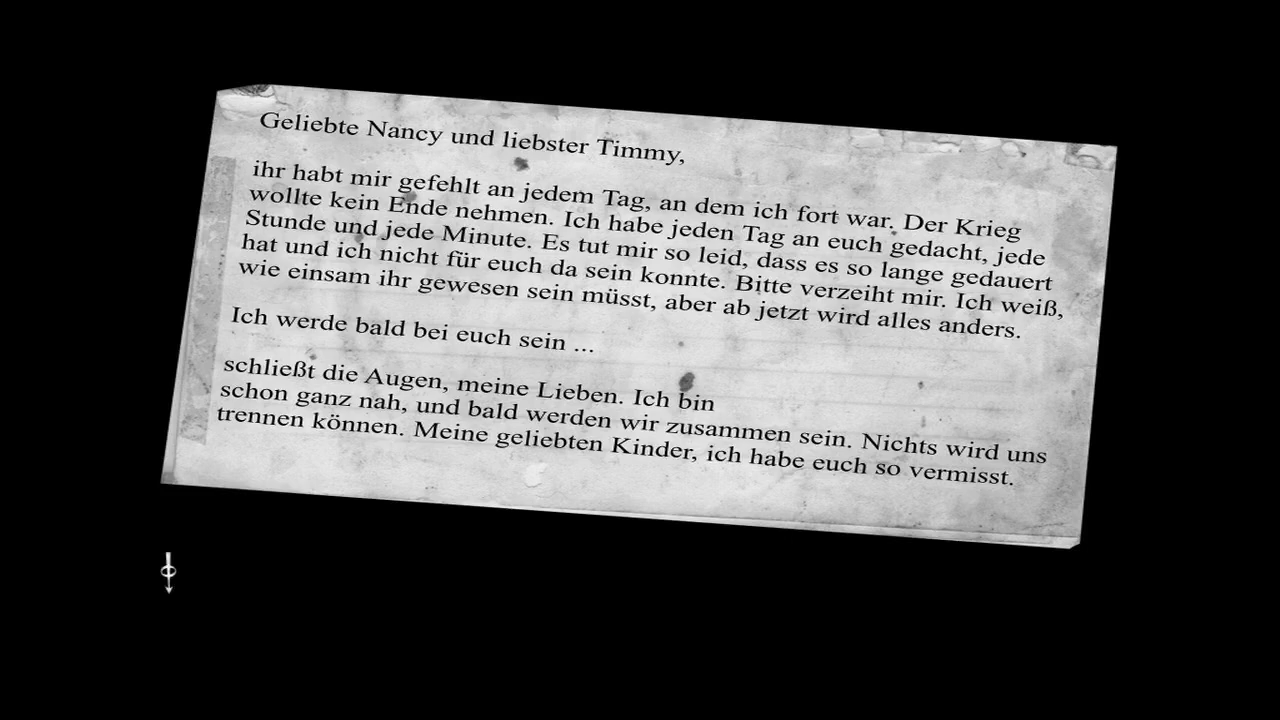 Geliebte Nancy und liebster Timmy,
ihr habt mir gefehlt an jedem Tag, an dem ich fort war. Der Krieg
wollte kein Ende nehmen. Ich habe jeden Tag an euch gedacht, jede
Stunde und jede Minute. Es tut mir so leid, dass es so lange gedauert
hat und ich nicht für euch da sein konnte. Bitte verzeiht mir. Ich weiß,
wie einsam ihr gewesen sein müsst, aber ab jetzt wird alles anders.
Ich werde bald bei euch sein ...
schließt die Augen, meine Lieben. Ich bin
schon ganz nah, und bald werden wir zusammen sein. Nichts wird uns
trennen können. Meine geliebten Kinder, ich habe euch so vermisst.